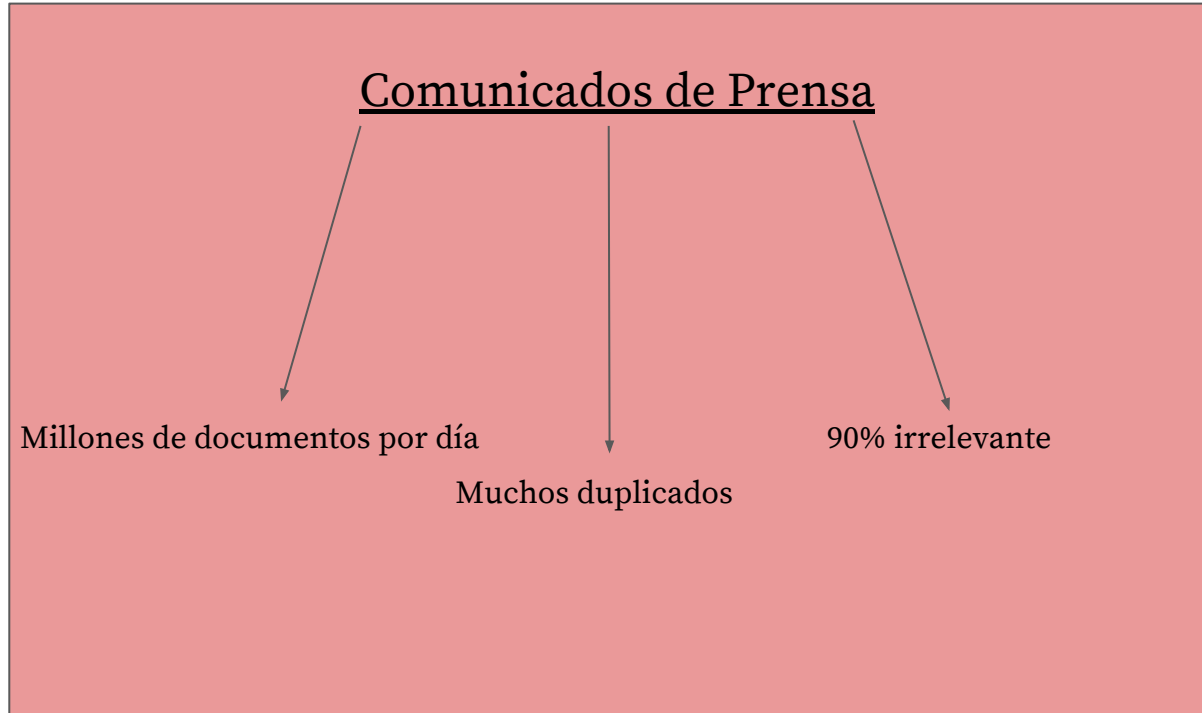 Comunicados de Prensa
Millones de documentos por día
90% irrelevante
Muchos duplicados